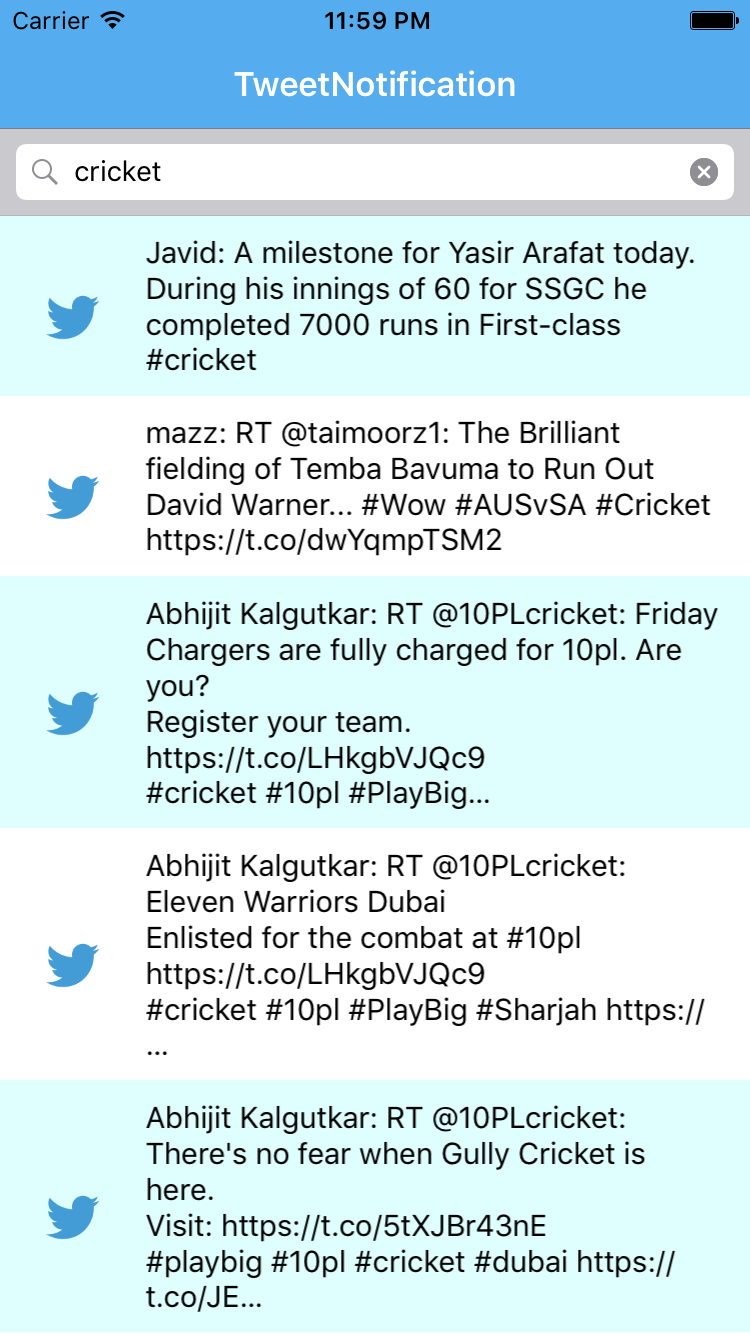 Carrier 11:59 PM
TweetNotification
cricket
Javid: A milestone for Yasir Arafat today.
During his innings of 60 for SSGC he
completed 7000 runs in First-class
#cricket
mazz: RT @taimoorz1: The Brilliant
fielding of Temba Bavuma to Run Out
David Warner... #Wow #AUSvSA #Cricket
https://t.co/dwYqmpTSM2
Abhijit Kalgutkar: RT @10PLcricket: Friday
Chargers are fully charged for 10pl. Are
you?
Register your team.
https://t.co/LHkgbVJQc9
#cricket #10pl #PlayBig...
Abhijit Kalgutkar: RT @10PLcricket:
Eleven Warriors Dubai
Enlisted for the combat at #10pl
https://t.co/LHkgbVJQc9
#cricket #10pl #PlayBig #Sharjah https://
...
Abhijit Kalgutkar: RT @10PLcricket:
There's no fear when Gully Cricket is
here.
Visit: https://t.co/5tXJBr43nE
#playbig #10pl #cricket #dubai https://
t.co/JE...